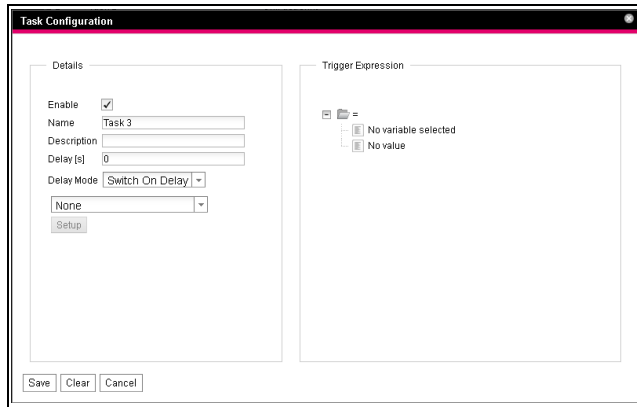 Task Configuration
Details
Enable
Name Task 3
Description
Delay [s] 0
Delay Mode Switch On Delay
None
Setup
Trigger Expression
=
No variable selected
No value
Save Clear Cancel